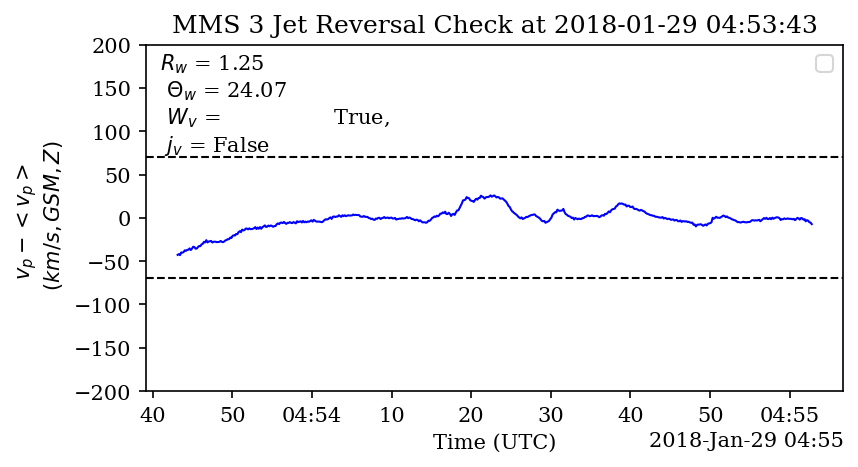 MMS 3 Jet Reversal Check at 2018-01-29 04:53:43
200
150
100
50
0
−50
−100
−150
−200
v_p − < v_p >
(km/s, GSM, Z)
R_w = 1.25
Θ_w = 24.07
W_v = True,
j_v = False
40 50 04:54 10 20 30 40 50 04:55
Time (UTC)
2018-Jan-29 04:55